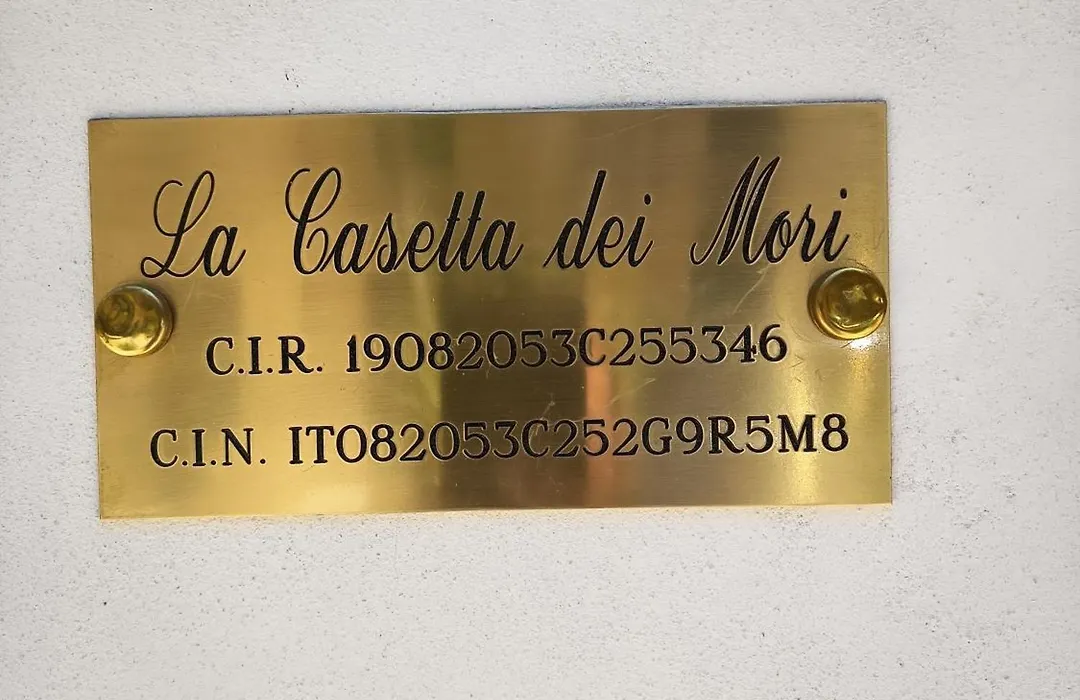 La Casetta dei Mori
C.I.R. 19082053C255346
C.I.N. IT082053C252G9R5M8